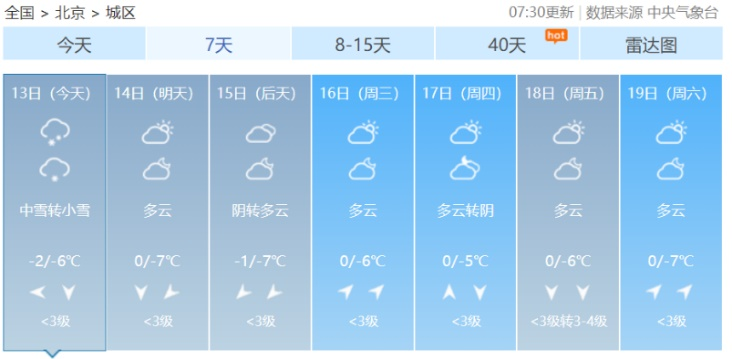 全国 > 北京 > 城区
07:30更新 | 数据来源 中央气象台
今天 7天 8-15天 40天 hot 雷达图
13日（今天） 14日（明天） 15日（后天） 16日（周三） 17日（周四） 18日（周五） 19日（周六）
中雪转小雪 多云 阴转多云 多云 多云转阴 多云 多云
-2/-6℃ 0/-7℃ -1/-7℃ 0/-6℃ 0/-5℃ 0/-6℃ 0/-7℃
<3级 <3级 <3级 <3级 <3级 <3级转3-4级 <3级